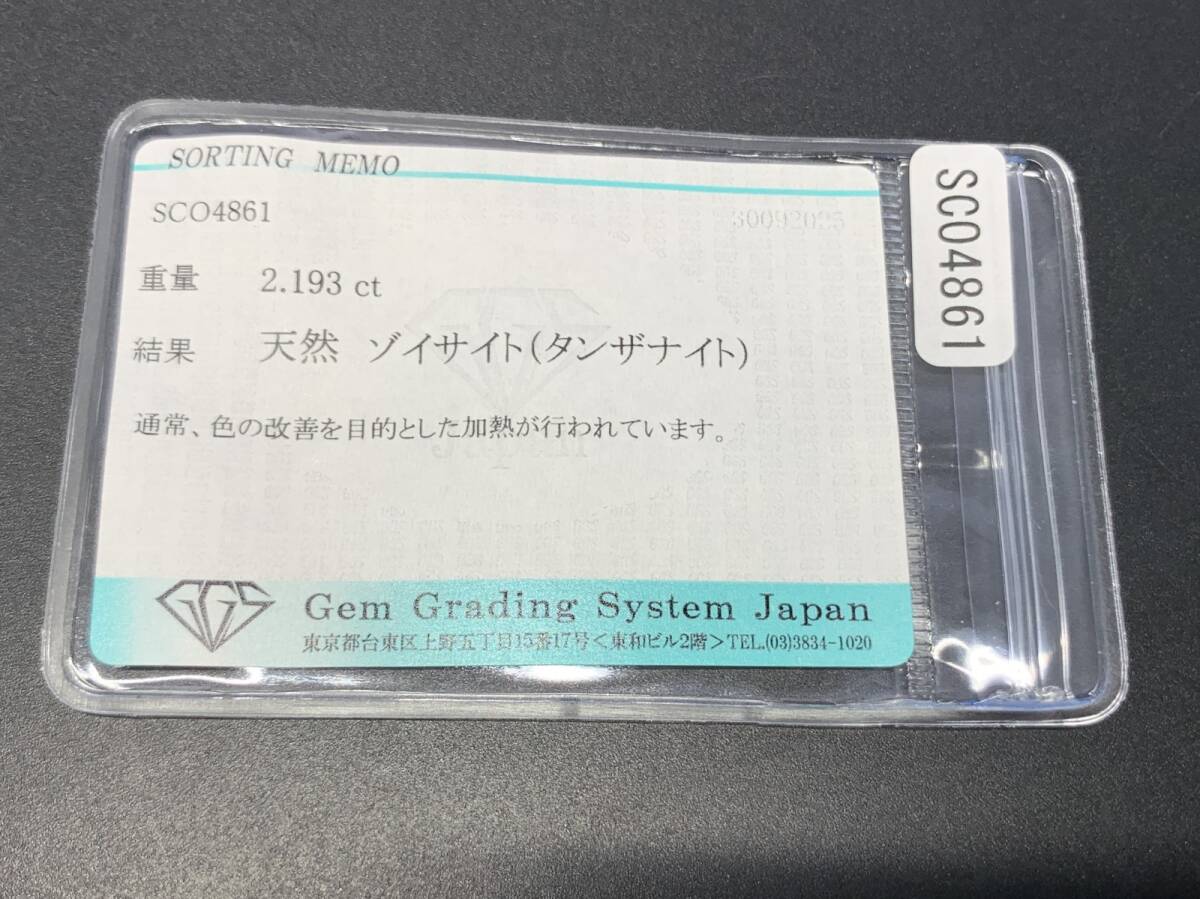 SORTING MEMO
SCO4861 30092025
重量 2.193 ct
結果 天然 ゾイサイト(タンザナイト)
通常、色の改善を目的とした加熱が行われています。
GGS Gem Grading System Japan
東京都台東区上野五丁目15番17号<東和ビル2階>TEL.(03)3834-1020
SCO4861